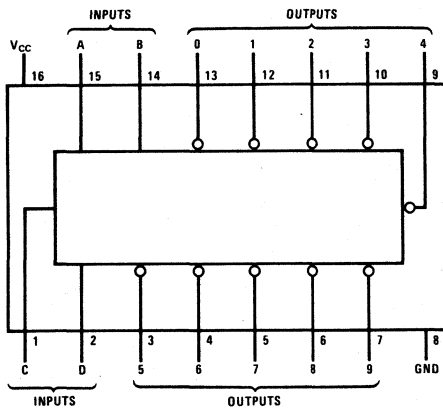 INPUTS OUTPUTS
VCC A B 0 1 2 3 4
16 15 14 13 12 11 10 9
1 2 3 4 5 6 7 8
C D 5 6 7 8 9 GND
INPUTS OUTPUTS